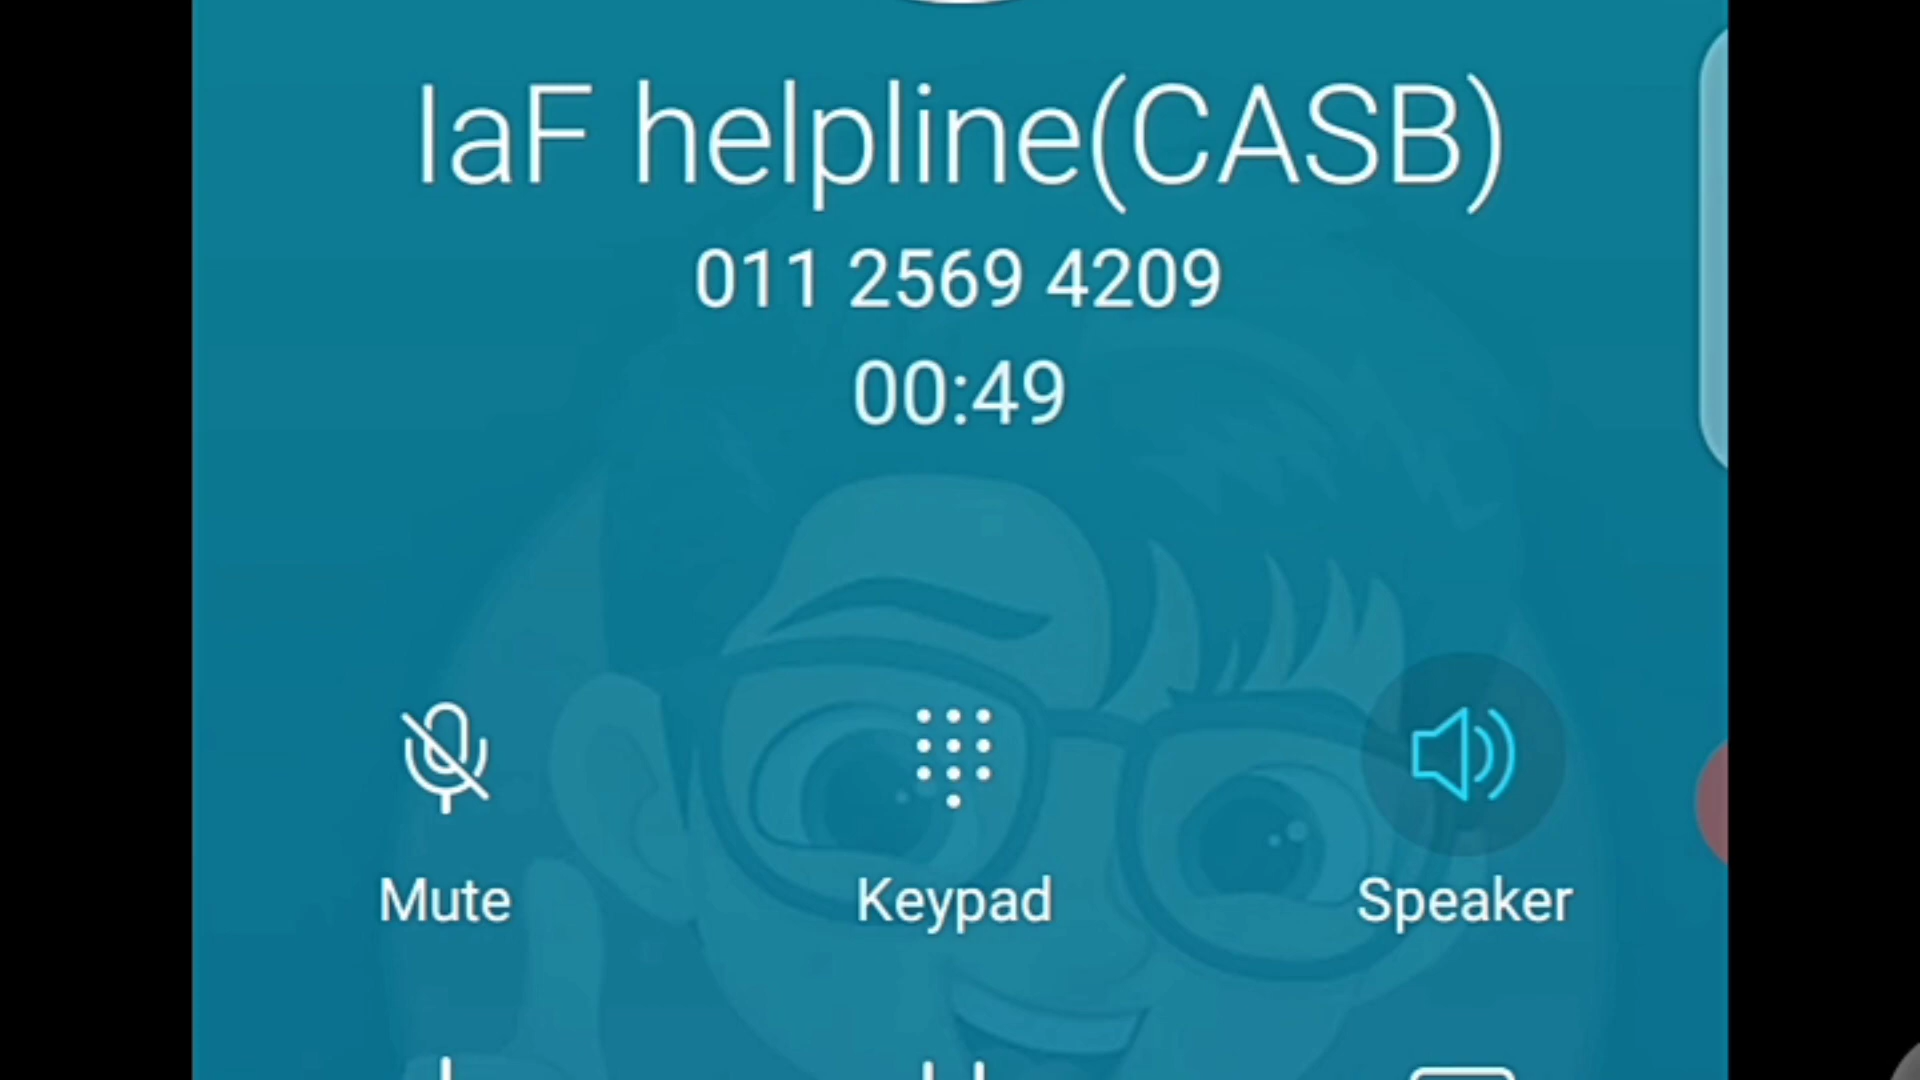 IaF helpline(CASB)
011 2569 4209
00:49
Mute
Keypad
Speaker